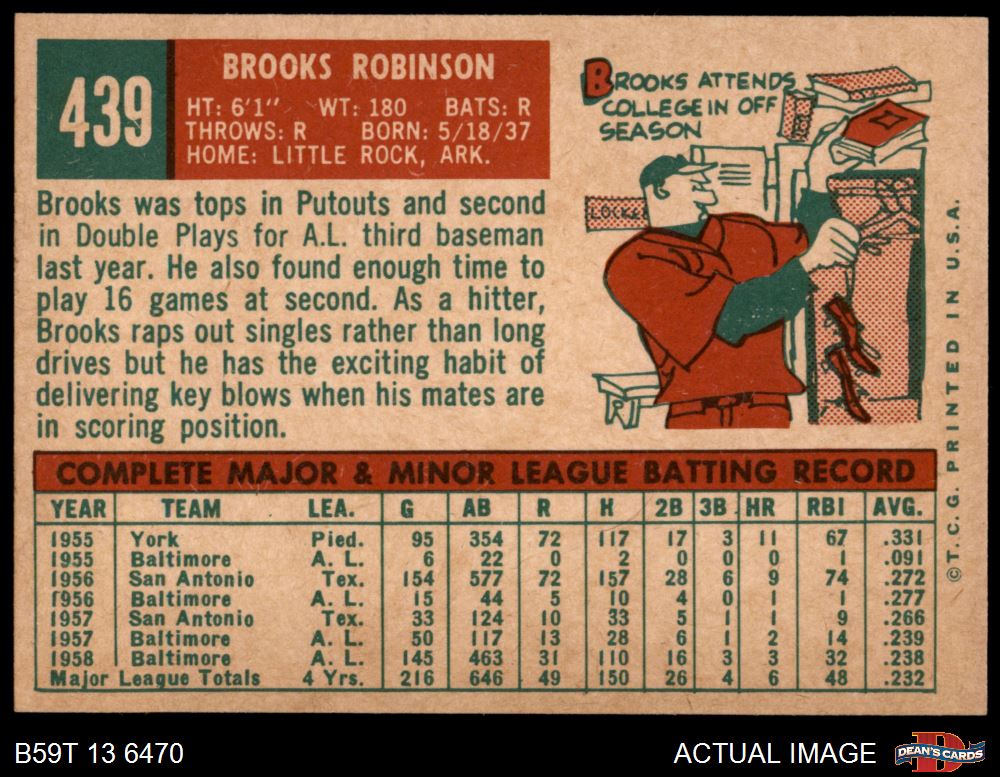 439
BROOKS ROBINSON
HT: 6'1" WT: 180 BATS: R
THROWS: R BORN: 5/18/37
HOME: LITTLE ROCK, ARK.
BROOKS ATTENDS
COLLEGE IN OFF
SEASON
LOCKE
Brooks was tops in Putouts and second
in Double Plays for A.L. third baseman
last year. He also found enough time to
play 16 games at second. As a hitter,
Brooks raps out singles rather than long
drives but he has the exciting habit of
delivering key blows when his mates are
in scoring position.
COMPLETE MAJOR & MINOR LEAGUE BATTING RECORD
YEAR TEAM LEA. G AB R H 2B 3B HR RBI AVG.
1955 York Pied. 95 354 72 117 17 3 11 67 .331
1955 Baltimore A. L. 6 22 0 2 0 0 0 1 .091
1956 San Antonio Tex. 154 577 72 157 28 6 9 74 .272
1956 Baltimore A. L. 15 44 5 10 4 0 1 1 .277
1957 San Antonio Tex. 33 124 10 33 5 1 1 9 .266
1957 Baltimore A. L. 50 117 13 28 6 1 2 14 .239
1958 Baltimore A. L. 145 463 31 110 16 3 3 32 .238
Major League Totals 4 Yrs. 216 646 49 150 26 4 6 48 .232
©T.C.G. PRINTED IN U.S.A.
B59T 13 6470
ACTUAL IMAGE
DEAN'S CARDS